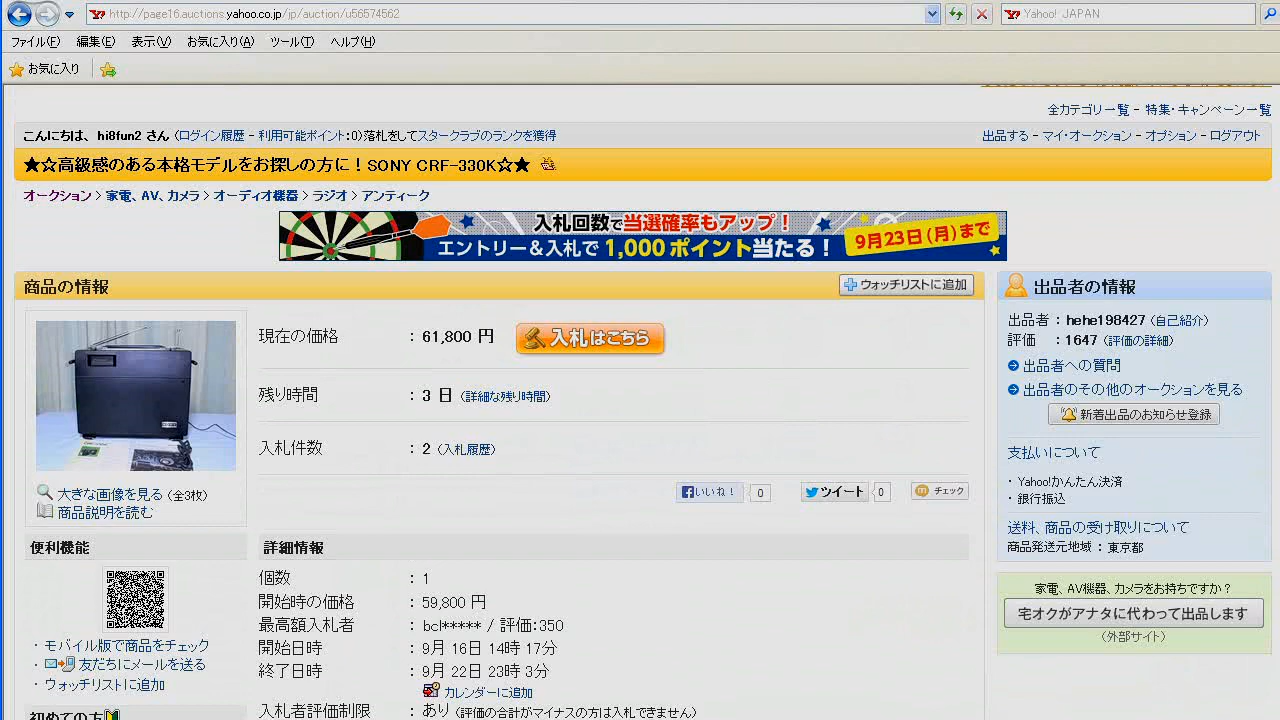 http://page16.auctions.yahoo.co.jp/jp/auction/u56574562
Yahoo! JAPAN
ファイル(F) 編集(E) 表示(V) お気に入り(A) ツール(T) ヘルプ(H)
お気に入り
全カテゴリ一覧 - 特集・キャンペーン一覧
こんにちは、hi8fun2 さん (ログイン履歴 - 利用可能ポイント:0)落札をしてスタークラブのランクを獲得
出品する - マイ・オークション - オプション - ログアウト
★☆高級感のある本格モデルをお探しの方に！SONY CRF-330K☆★
オークション > 家電、AV、カメラ > オーディオ機器 > ラジオ > アンティーク
入札回数で当選確率もアップ！
エントリー＆入札で 1,000 ポイント当たる！
9月23日(月)まで
商品の情報
ウォッチリストに追加
現在の価格 : 61,800 円
入札はこちら
残り時間 : 3 日 (詳細な残り時間)
入札件数 : 2 (入札履歴)
大きな画像を見る (全3枚)
商品説明を読む
いいね！ 0
ツイート 0
m チェック
便利機能
・モバイル版で商品をチェック
・友だちにメールを送る
・ウォッチリストに追加
初めての方
詳細情報
個数 : 1
開始時の価格 : 59,800 円
最高額入札者 : bcl***** / 評価:350
開始日時 : 9月 16日 14時 17分
終了日時 : 9月 22日 23時 3分
カレンダーに追加
入札者評価制限 : あり (評価の合計がマイナスの方は入札できません)
出品者の情報
出品者 : hehe198427 (自己紹介)
評価 : 1647 (評価の詳細)
出品者への質問
出品者のその他のオークションを見る
新着出品のお知らせ登録
支払いについて
・Yahoo!かんたん決済
・銀行振込
送料、商品の受け取りについて
商品発送元地域 : 東京都
家電、AV機器、カメラをお持ちですか？
宅オクがアナタに代わって出品します
(外部サイト)